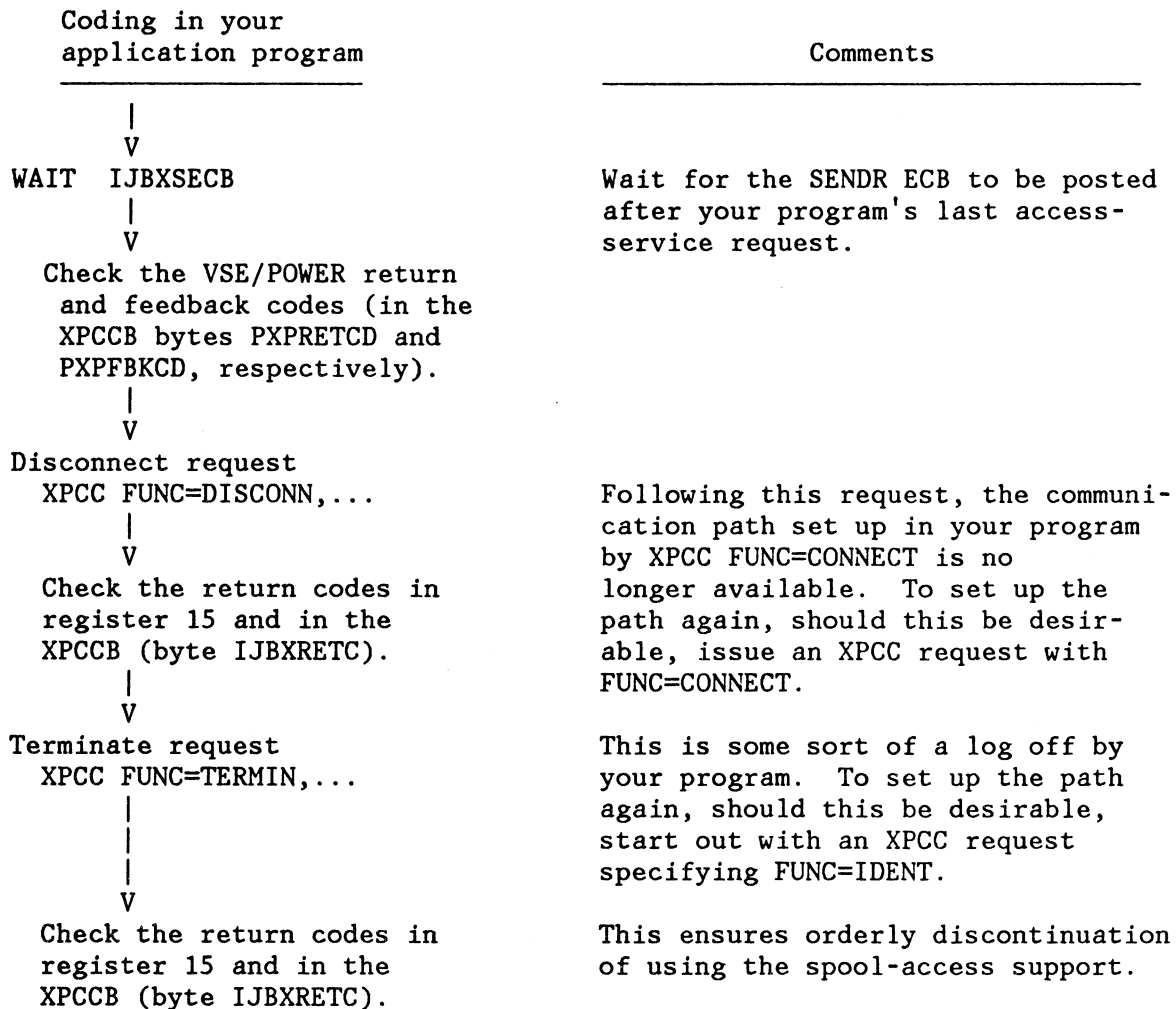 Coding in your
application program
Comments
|
V
WAIT IJBXSECB
|
V
Check the VSE/POWER return
and feedback codes (in the
XPCCB bytes PXPRETCD and
PXPFBKCD, respectively).
Wait for the SENDR ECB to be posted
after your program's last access-
service request.
|
V
Disconnect request
XPCC FUNC=DISCONN,...
|
V
Check the return codes in
register 15 and in the
XPCCB (byte IJBXRETC).
Following this request, the communi-
cation path set up in your program
by XPCC FUNC=CONNECT is no
longer available. To set up the
path again, should this be desir-
able, issue an XPCC request with
FUNC=CONNECT.
|
V
Terminate request
XPCC FUNC=TERMIN,...
This is some sort of a log off by
your program. To set up the path
again, should this be desirable,
start out with an XPCC request
specifying FUNC=IDENT.
|
|
|
V
Check the return codes in
register 15 and in the
XPCCB (byte IJBXRETC).
This ensures orderly discontinuation
of using the spool-access support.